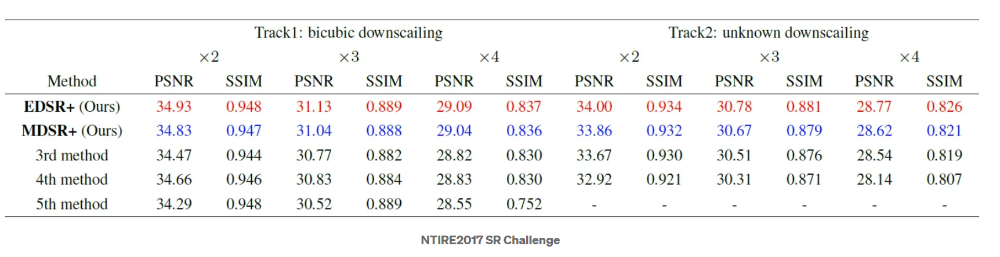 Track1: bicubic downscailing Track2: unknown downscailing
×2 ×3 ×4 ×2 ×3 ×4
Method PSNR SSIM PSNR SSIM PSNR SSIM PSNR SSIM PSNR SSIM PSNR SSIM
EDSR+ (Ours) 34.93 0.948 31.13 0.889 29.09 0.837 34.00 0.934 30.78 0.881 28.77 0.826
MDSR+ (Ours) 34.83 0.947 31.04 0.888 29.04 0.836 33.86 0.932 30.67 0.879 28.62 0.821
3rd method 34.47 0.944 30.77 0.882 28.82 0.830 33.67 0.930 30.51 0.876 28.54 0.819
4th method 34.66 0.946 30.83 0.884 28.83 0.830 32.92 0.921 30.31 0.871 28.14 0.807
5th method 34.29 0.948 30.52 0.889 28.55 0.752 - - - - - -
NTIRE2017 SR Challenge